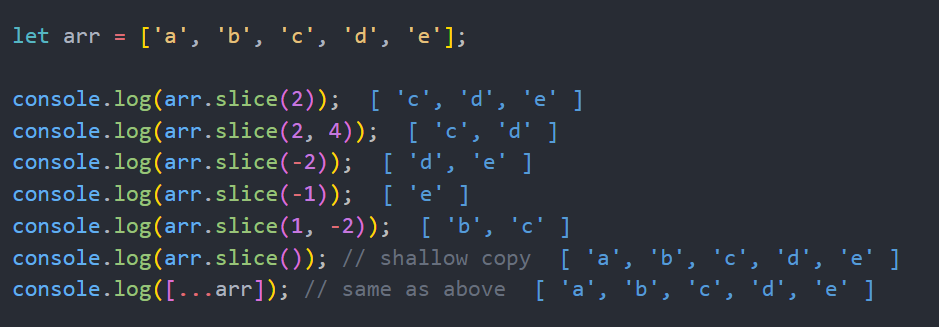 let arr = ['a', 'b', 'c', 'd', 'e'];
console.log(arr.slice(2));  [ 'c', 'd', 'e' ]
console.log(arr.slice(2, 4));  [ 'c', 'd' ]
console.log(arr.slice(-2));  [ 'd', 'e' ]
console.log(arr.slice(-1));  [ 'e' ]
console.log(arr.slice(1, -2));  [ 'b', 'c' ]
console.log(arr.slice()); // shallow copy  [ 'a', 'b', 'c', 'd', 'e' ]
console.log([...arr]); // same as above  [ 'a', 'b', 'c', 'd', 'e' ]